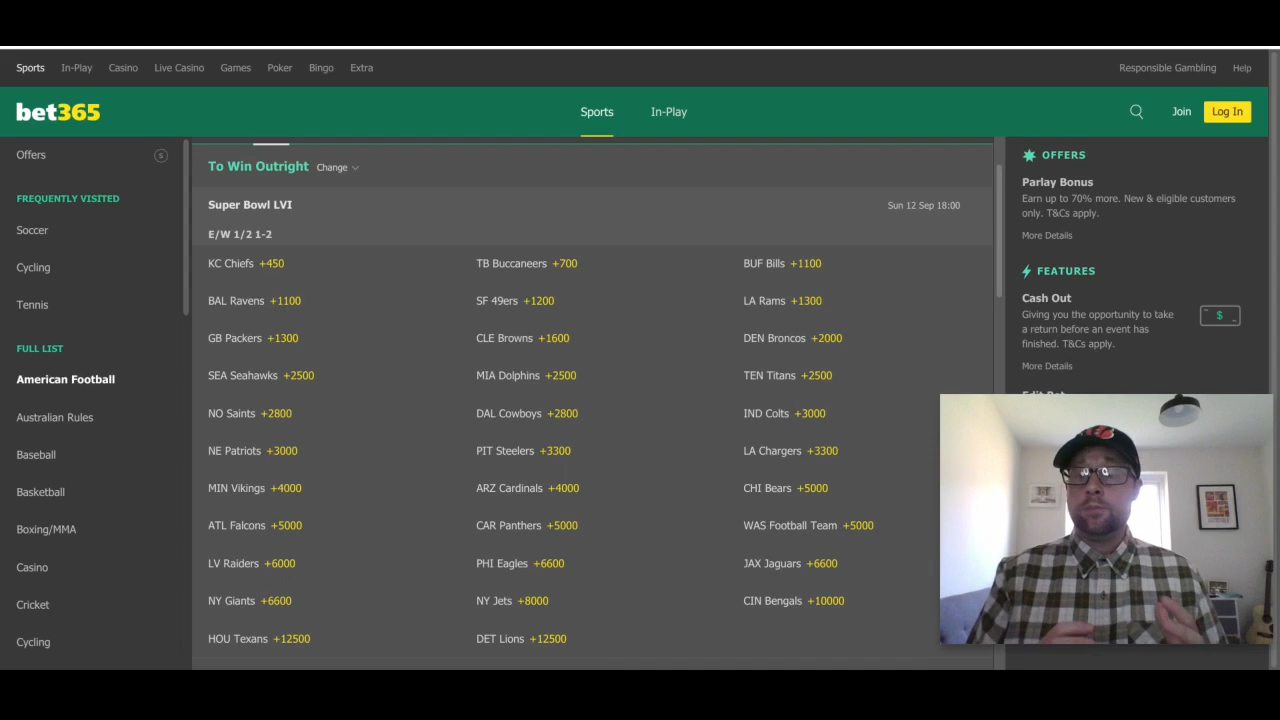 Sports In-Play Casino Live Casino Games Poker Bingo Extra Responsible Gambling Help
bet365 Sports In-Play Join Log In
Offers 5
FREQUENTLY VISITED
Soccer
Cycling
Tennis
FULL LIST
American Football
Australian Rules
Baseball
Basketball
Boxing/MMA
Casino
Cricket
Cycling
To Win Outright Change
Super Bowl LVI Sun 12 Sep 18:00
E/W 1/2 1-2
KC Chiefs +450 TB Buccaneers +700 BUF Bills +1100
BAL Ravens +1100 SF 49ers +1200 LA Rams +1300
GB Packers +1300 CLE Browns +1600 DEN Broncos +2000
SEA Seahawks +2500 MIA Dolphins +2500 TEN Titans +2500
NO Saints +2800 DAL Cowboys +2800 IND Colts +3000
NE Patriots +3000 PIT Steelers +3300 LA Chargers +3300
MIN Vikings +4000 ARZ Cardinals +4000 CHI Bears +5000
ATL Falcons +5000 CAR Panthers +5000 WAS Football Team +5000
LV Raiders +6000 PHI Eagles +6600 JAX Jaguars +6600
NY Giants +6600 NY Jets +8000 CIN Bengals +10000
HOU Texans +12500 DET Lions +12500
OFFERS
Parlay Bonus
Earn up to 70% more. New & eligible customers
only. T&Cs apply.
More Details
FEATURES
Cash Out
Giving you the opportunity to take
a return before an event has
finished. T&Cs apply.
$
More Details